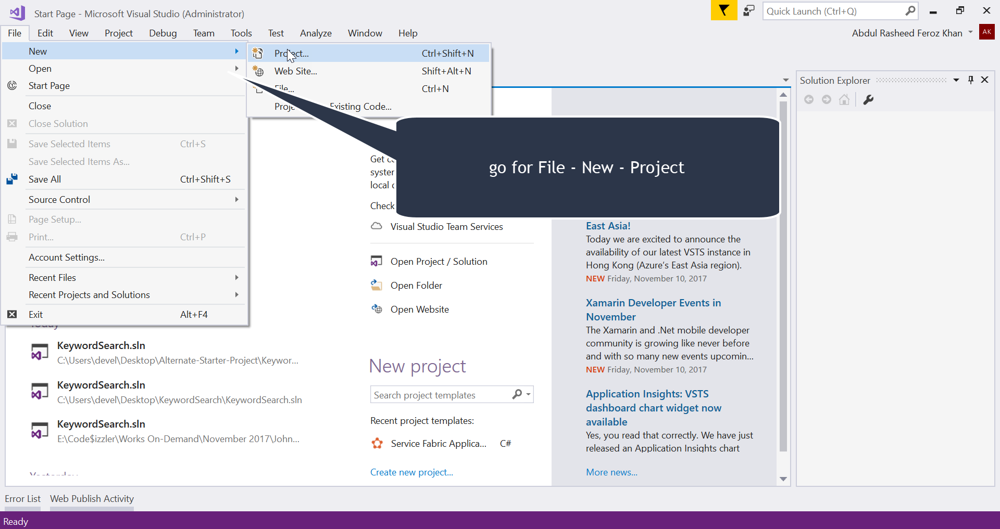 Start Page - Microsoft Visual Studio (Administrator)
Quick Launch (Ctrl+Q)
File Edit View Project Debug Team Tools Test Analyze Window Help
Abdul Rasheed Feroz Khan AK
New
Open
Start Page
Close
Close Solution
Save Selected Items Ctrl+S
Save Selected Items As...
Save All Ctrl+Shift+S
Source Control
Page Setup...
Print... Ctrl+P
Account Settings...
Recent Files
Recent Projects and Solutions
Exit Alt+F4
Project... Ctrl+Shift+N
Web Site... Shift+Alt+N
File... Ctrl+N
Existing Code...
go for File - New - Project
Solution Explorer
Today
KeywordSearch.sln
C:\Users\devel\Desktop\Alternate-Starter-Project\Keywor...
KeywordSearch.sln
C:\Users\devel\Desktop\KeywordSearch\KeywordSearch.sln
KeywordSearch.sln
E:\Code$izzler\Works On-Demand\November 2017\John...
Yesterday
Get
local
Check
Visual Studio Team Services
Open Project / Solution
Open Folder
Open Website
New project
Search project templates
Recent project templates:
Service Fabric Applica... C#
Create new project...
East Asia!
Today we are excited to announce the
availability of our latest VSTS instance in
Hong Kong (Azure's East Asia region).
NEW Friday, November 10, 2017
Xamarin Developer Events in
November
The Xamarin and .Net mobile developer
community is growing like never before
and with so many new events upcomin...
NEW Friday, November 10, 2017
Application Insights: VSTS
dashboard chart widget now
available
Yes, you read that correctly. We have just
released an Application Insights chart
More news...
Error List Web Publish Activity
Ready